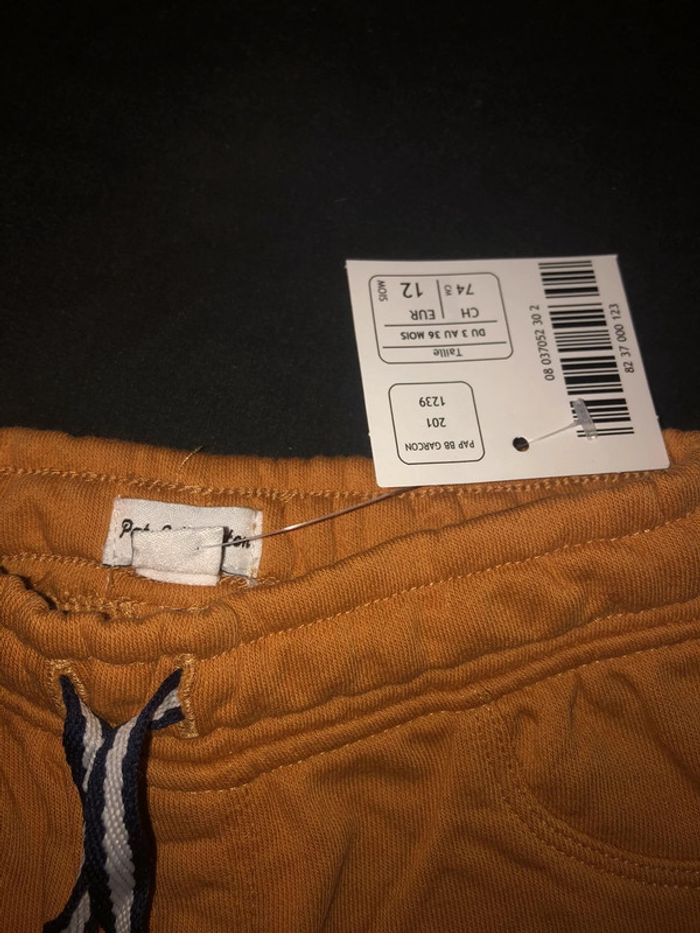 Taille
DU 3 AU 36 MOIS
CH | EUR
74 CM | 12 MOIS
PAP BB GARCON
201
1239
08 037052 30 2
82 37 000 123